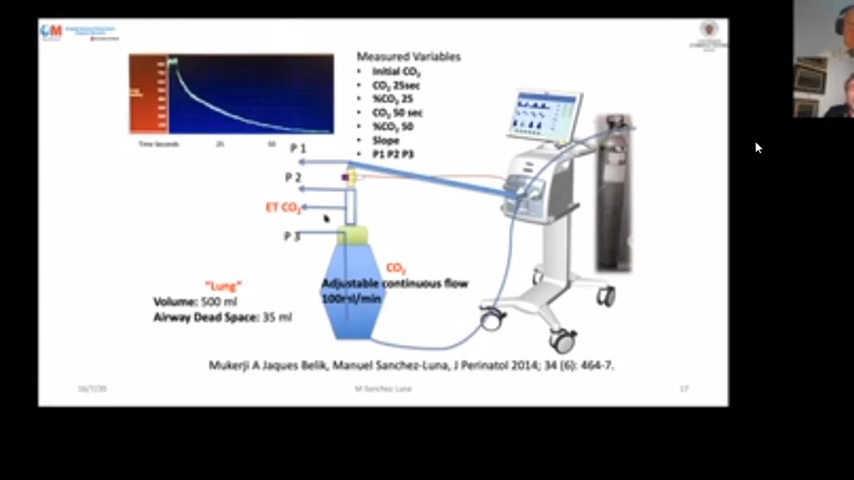 Measured Variables
• Initial CO₂
• CO₂ 25sec
• %CO₂ 25
• CO₂ 50 sec
• %CO₂ 50
• Slope
• P1 P2 P3
Time Seconds 25 50
P 1
P 2
ET CO₂
P 3
CO₂
Adjustable continuous flow
100ml/min
"Lung"
Volume: 500 ml
Airway Dead Space: 35 ml
Mukerji A Jaques Belik, Manuel Sanchez-Luna, J Perinatol 2014; 34 (6): 464-7.
M Sanchez Luna
17